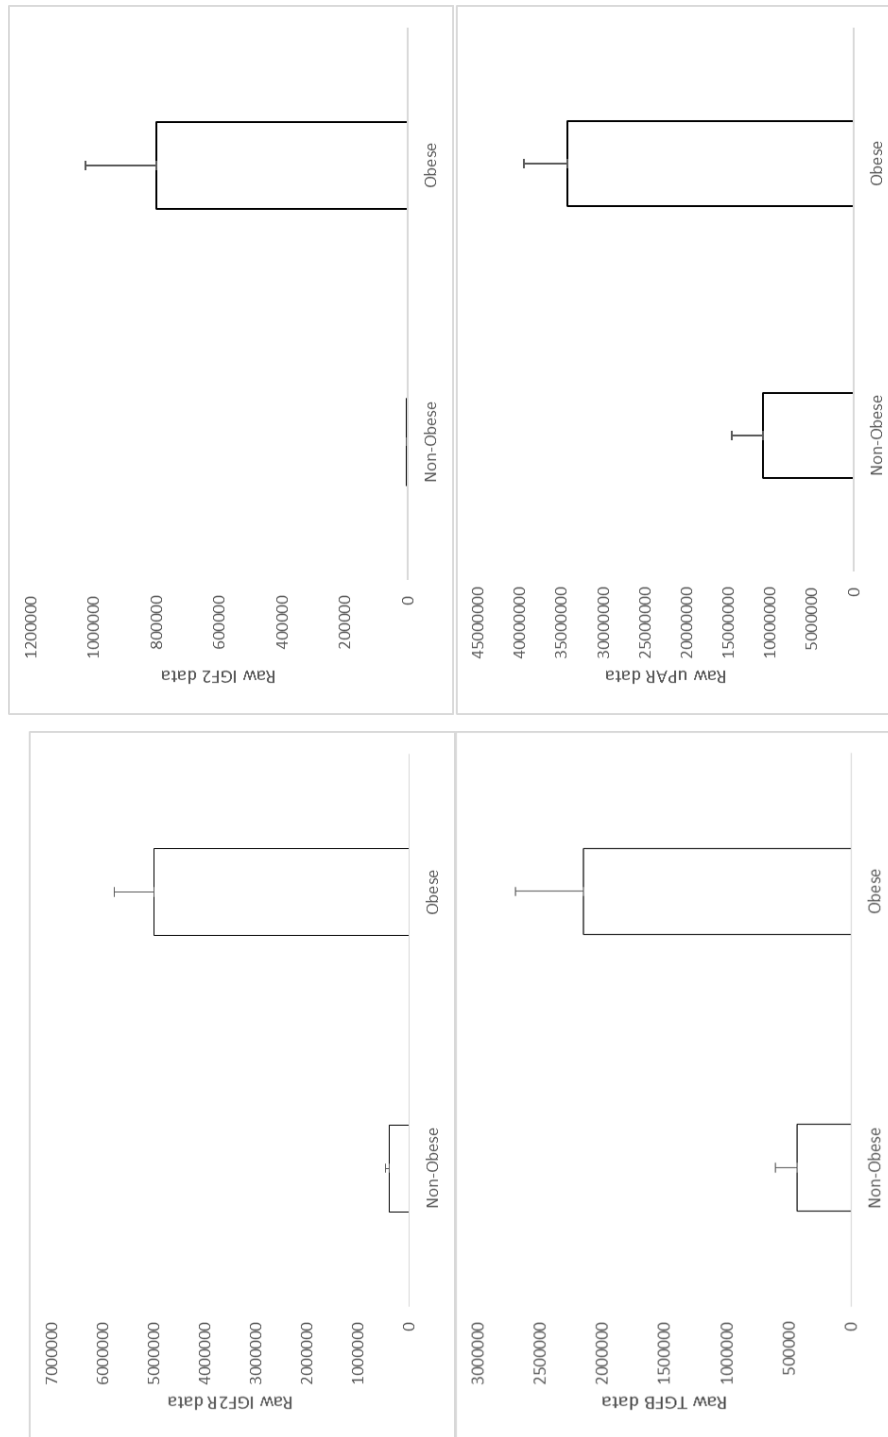 Raw IGF2R data
7000000
6000000
5000000
4000000
3000000
2000000
1000000
0
Non-Obese
Obese
Raw IGF2 data
1200000
1000000
800000
600000
400000
200000
0
Non-Obese
Obese
Raw TGFB data
3000000
2500000
2000000
1500000
1000000
500000
0
Non-Obese
Obese
Raw uPAR data
45000000
40000000
35000000
30000000
25000000
20000000
15000000
10000000
5000000
0
Non-Obese
Obese